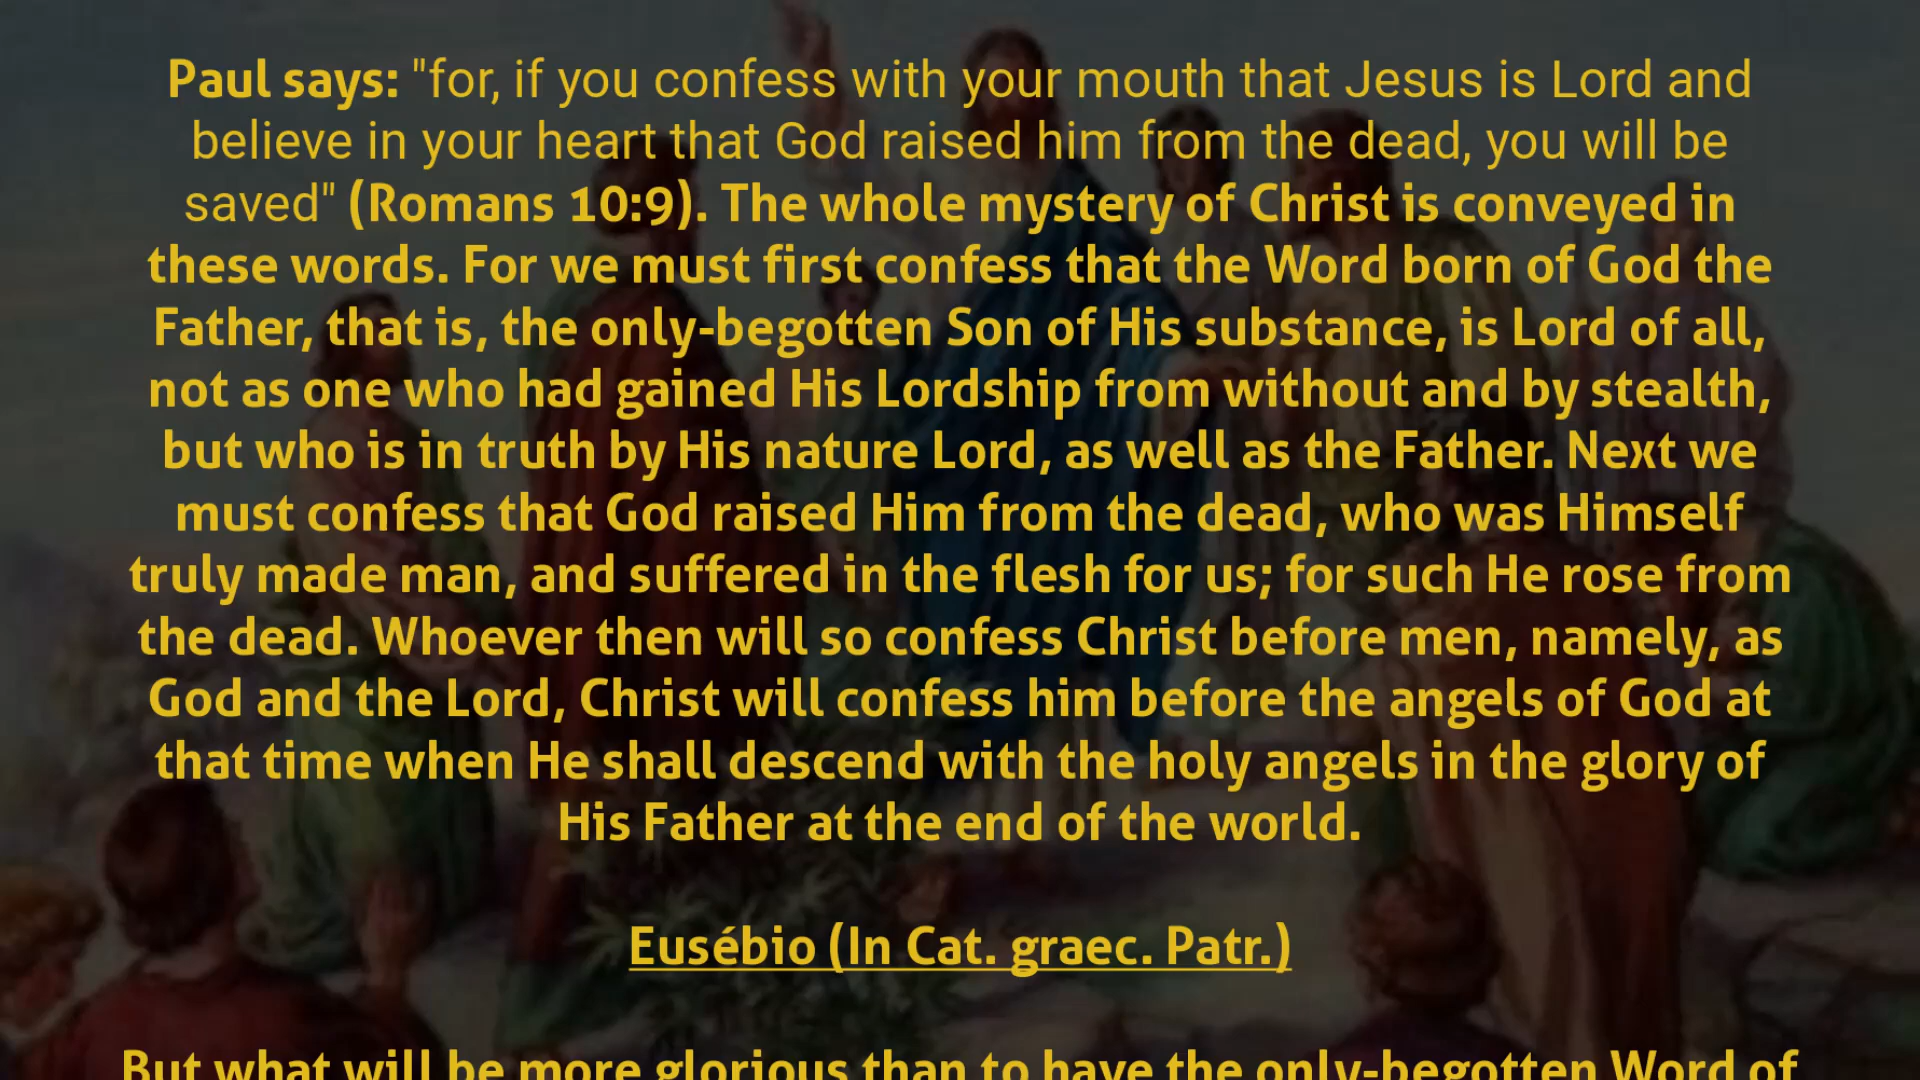 Paul says: "for, if you confess with your mouth that Jesus is Lord and
believe in your heart that God raised him from the dead, you will be
saved" (Romans 10:9). The whole mystery of Christ is conveyed in
these words. For we must first confess that the Word born of God the
Father, that is, the only-begotten Son of His substance, is Lord of all,
not as one who had gained His Lordship from without and by stealth,
but who is in truth by His nature Lord, as well as the Father. Next we
must confess that God raised Him from the dead, who was Himself
truly made man, and suffered in the flesh for us; for such He rose from
the dead. Whoever then will so confess Christ before men, namely, as
God and the Lord, Christ will confess him before the angels of God at
that time when He shall descend with the holy angels in the glory of
His Father at the end of the world.
Eusébio (In Cat. graec. Patr.)
But what will be more glorious than to have the only-begotten Word of